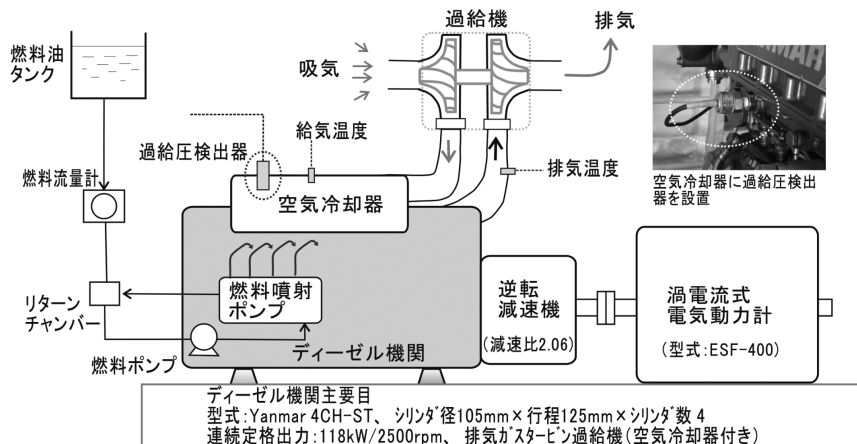 過給機
排気
吸気
燃料油
タンク
給気温度
過給圧検出器
燃料流量計
排気温度
空気冷却器
空気冷却器に過給圧検出
器を設置
燃料噴射
ポンプ
リターン
チャンバー
燃料ポンプ
ディーゼル機関
逆転
減速機
(減速比2.06)
渦電流式
電気動力計
(型式:ESF-400)
ディーゼル機関主要目
型式:Yanmar 4CH-ST、 シリンダ径105mm×行程125mm×シリンダ数 4
連続定格出力:118kW/2500rpm、 排気ガスタービン過給機(空気冷却器付き)